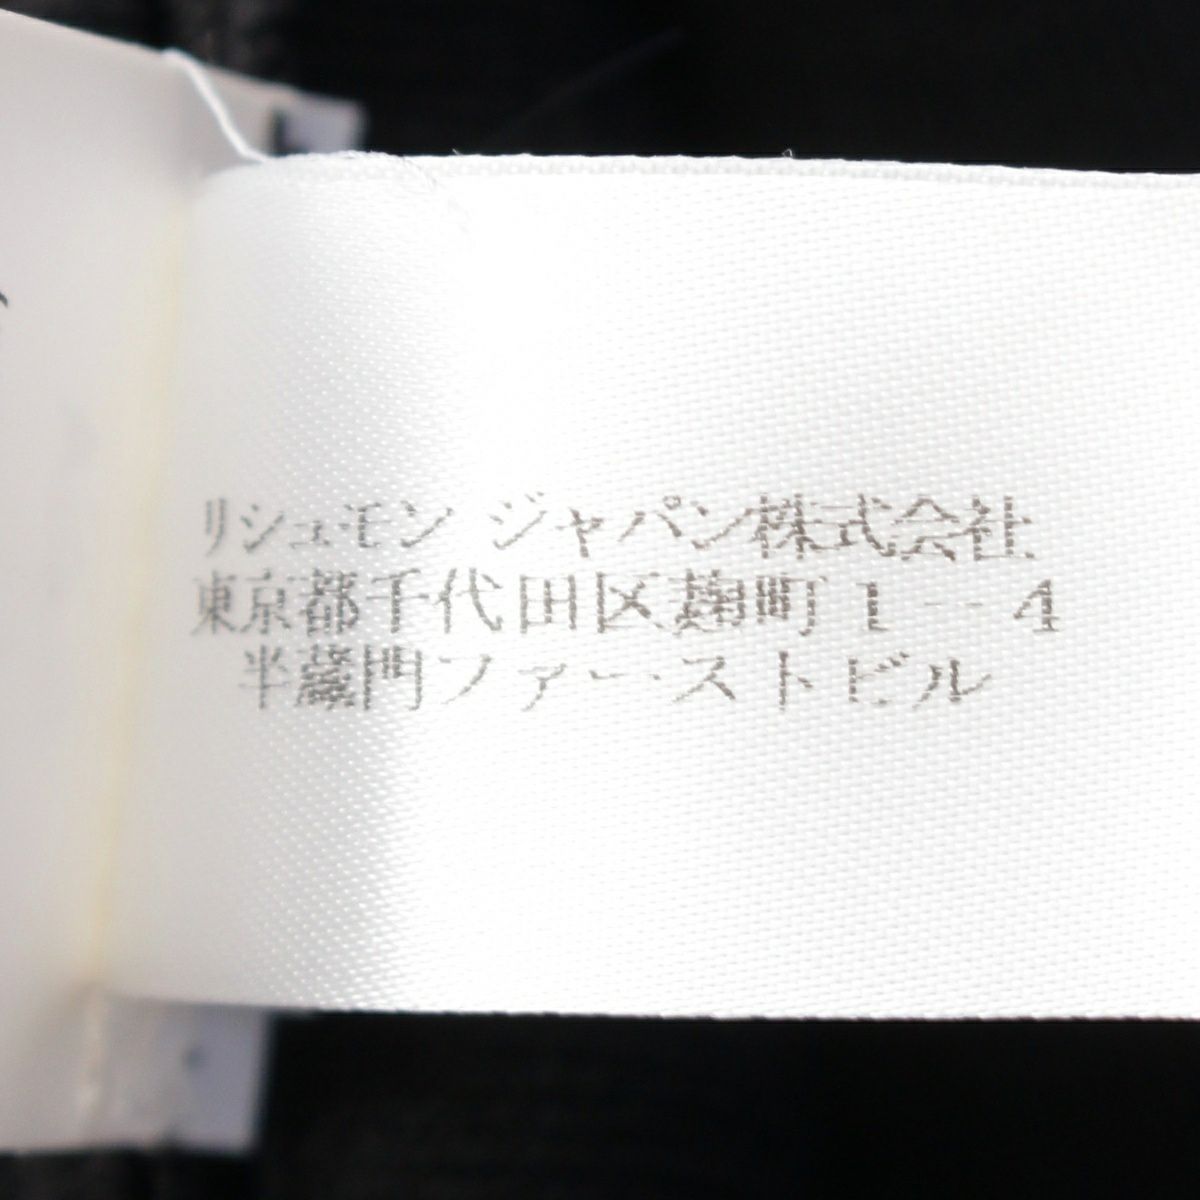 リシュモン ジャパン株式会社
東京都千代田区麹町1-4
半蔵門ファーストビル